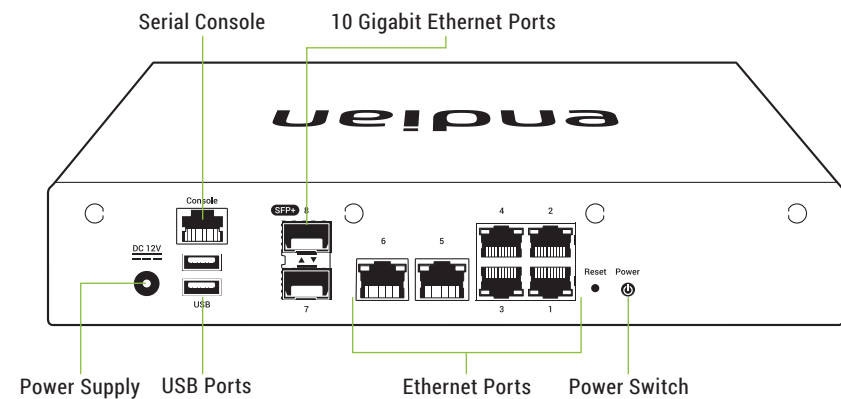 Serial Console
10 Gigabit Ethernet Ports
endian
Console
SFP+ 8
4 2
DC 12V
6 5
Reset Power
USB
7
3 1
Power Supply
USB Ports
Ethernet Ports
Power Switch